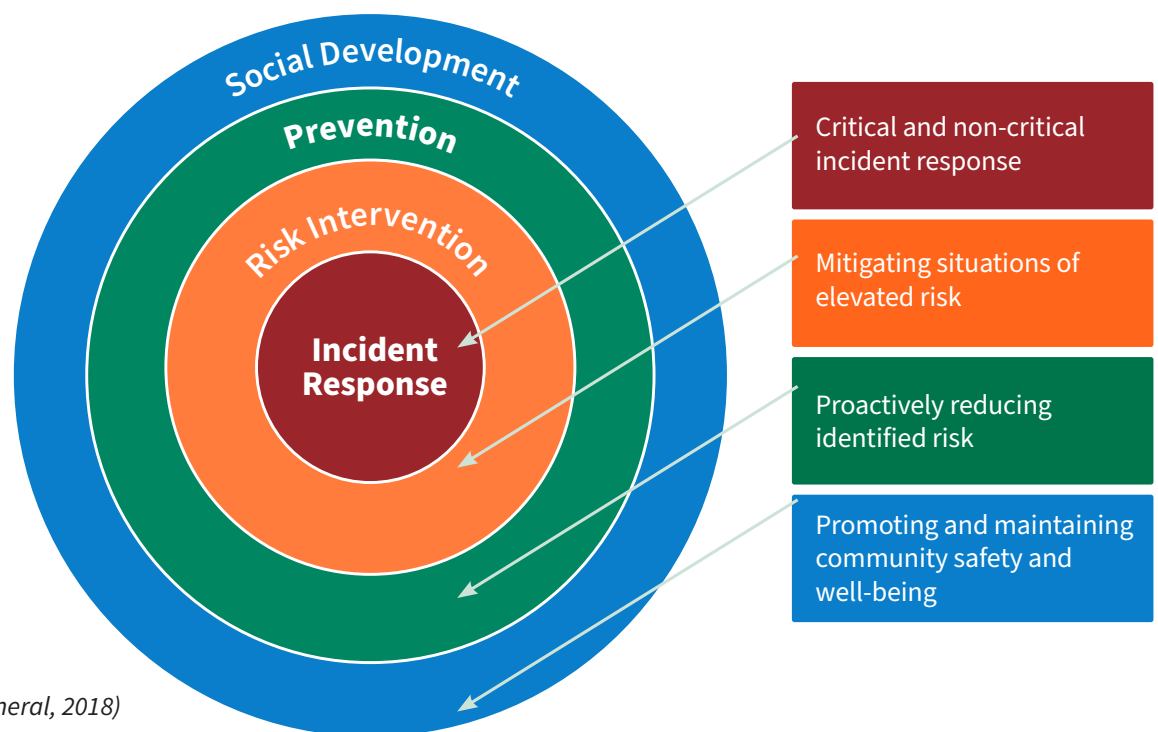 Social Development
Prevention
Risk Intervention
Incident
Response
Critical and non-critical
incident response
Mitigating situations of
elevated risk
Proactively reducing
identified risk
Promoting and maintaining
community safety and
well-being
neral, 2018)